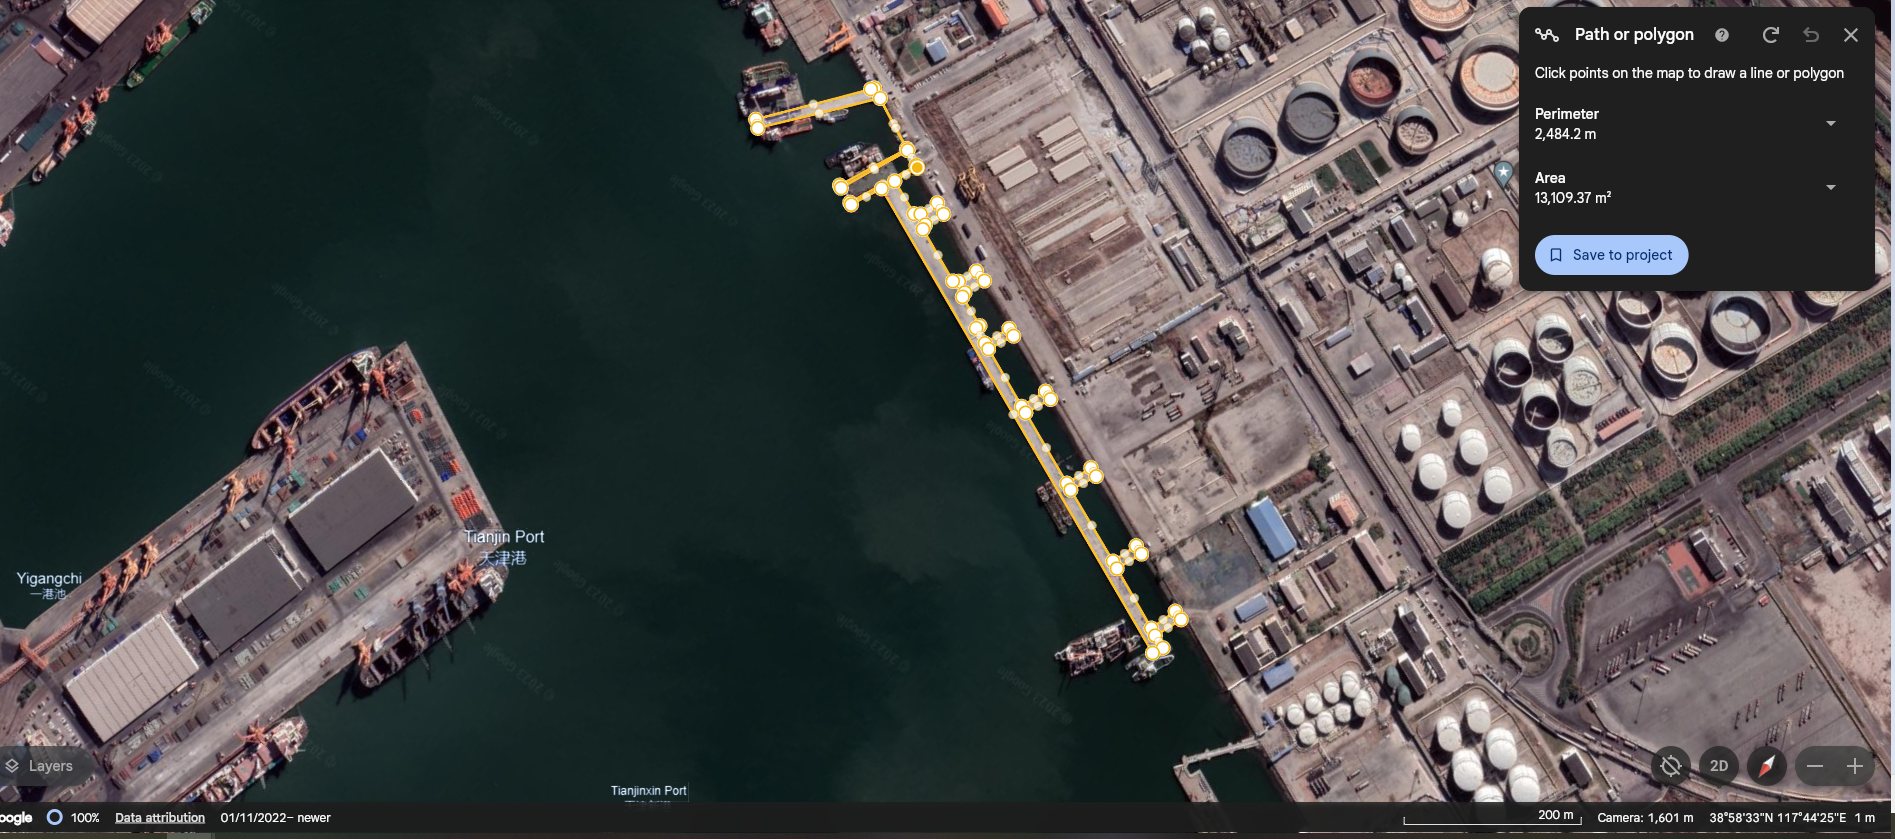 Path or polygon
Click points on the map to draw a line or polygon
Perimeter
2,484.2 m
Area
13,109.37 m²
Save to project
Tianjin Port
天津港
Yigangchi
一港池
Layers
2D
Tianjinxin Port
oogle
100%
Data attribution
01/11/2022– newer
200 m
Camera: 1,601 m
38°58'33"N 117°44'25"E
1 m